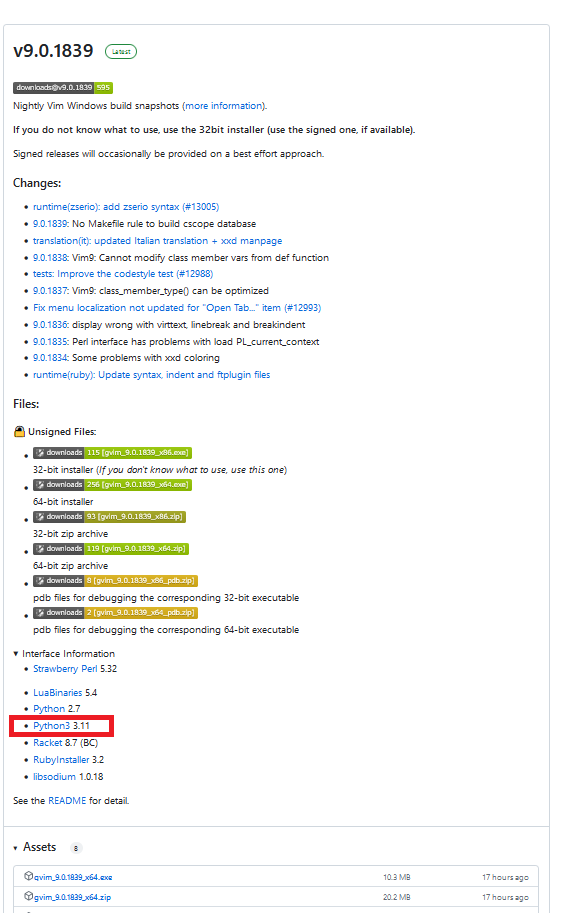 v9.0.1839 Latest
downloads@v9.0.1839 595
Nightly Vim Windows build snapshots (more information).
If you do not know what to use, use the 32bit installer (use the signed one, if available).
Signed releases will occasionally be provided on a best effort approach.
Changes:
• runtime(zserio): add zserio syntax (#13005)
• 9.0.1839: No Makefile rule to build cscope database
• translation(it): updated Italian translation + xxd manpage
• 9.0.1838: Vim9: Cannot modify class member vars from def function
• tests: Improve the codestyle test (#12988)
• 9.0.1837: Vim9: class_member_type() can be optimized
• Fix menu localization not updated for "Open Tab..." item (#12993)
• 9.0.1836: display wrong with virttext, linebreak and breakindent
• 9.0.1835: Perl interface has problems with load PL_current_context
• 9.0.1834: Some problems with xxd coloring
• runtime(ruby): Update syntax, indent and ftplugin files
Files:
Unsigned Files:
• downloads 115 [gvim_9.0.1839_x86.exe]
32-bit installer (If you don't know what to use, use this one)
• downloads 256 [gvim_9.0.1839_x64.exe]
64-bit installer
• downloads 93 [gvim_9.0.1839_x86.zip]
32-bit zip archive
• downloads 119 [gvim_9.0.1839_x64.zip]
64-bit zip archive
• downloads 8 [gvim_9.0.1839_x86_pdb.zip]
pdb files for debugging the corresponding 32-bit executable
• downloads 2 [gvim_9.0.1839_x64_pdb.zip]
pdb files for debugging the corresponding 64-bit executable
▾ Interface Information
• Strawberry Perl 5.32
• LuaBinaries 5.4
• Python 2.7
• Python3 3.11
• Racket 8.7 (BC)
• RubyInstaller 3.2
• libsodium 1.0.18
See the README for detail.
▾ Assets 8
gvim_9.0.1839_x64.exe 10.3 MB 17 hours ago
gvim_9.0.1839_x64.zip 20.2 MB 17 hours ago